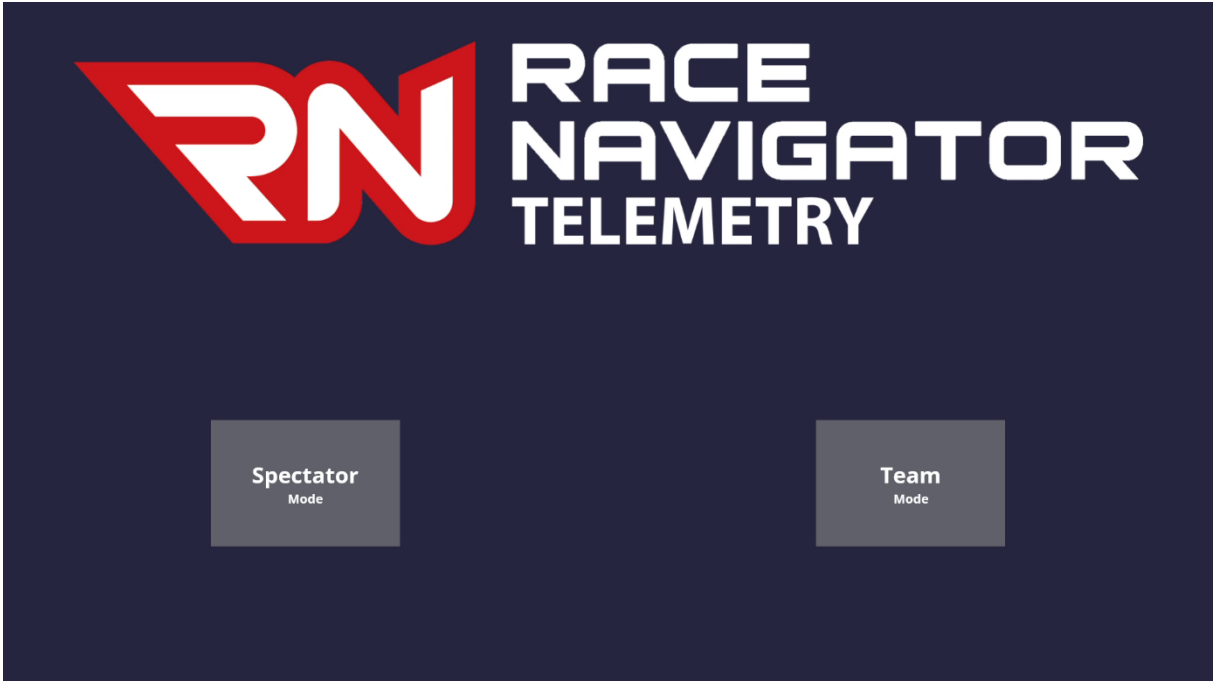 RN
RACE
NAVIGATOR
TELEMETRY
Spectator
Mode
Team
Mode